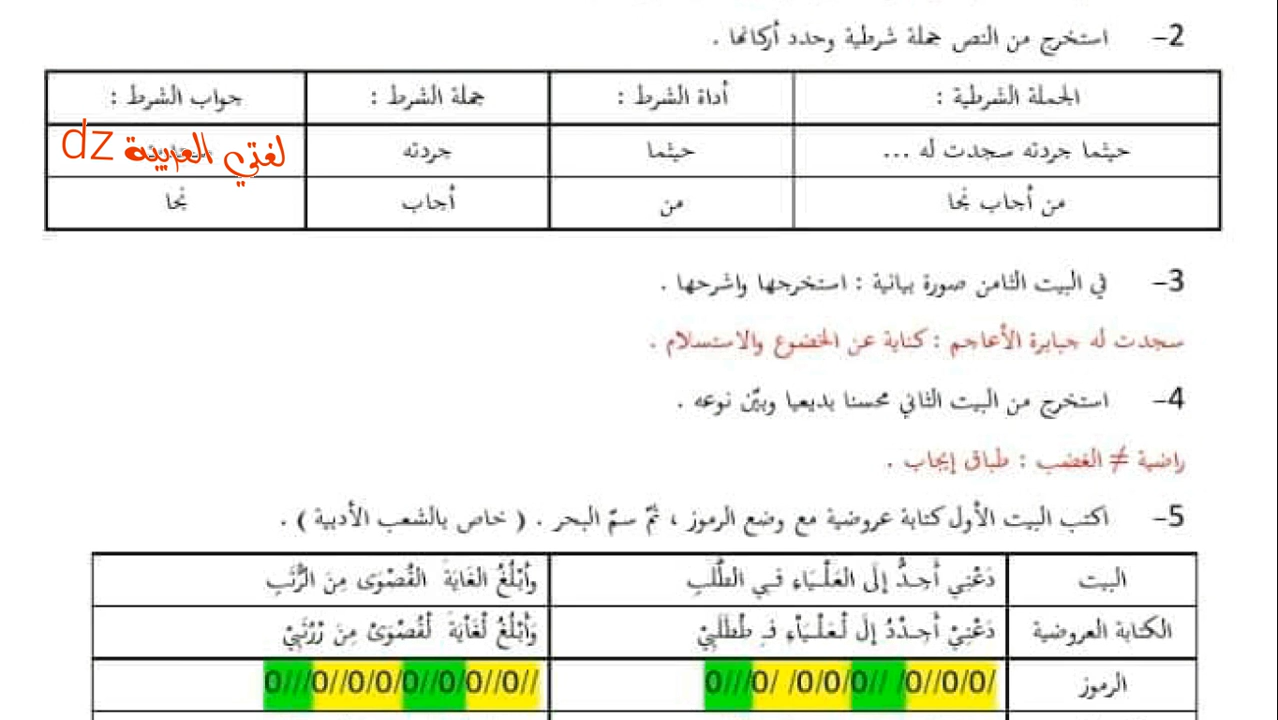 2– استخرج من النص جملة شرطية وحدد أركانها .
الجملة الشرطية : أداة الشرط : جملة الشرط : جواب الشرط :
حيثما جردته سجدت له ... حيثما جردته
لغتي العربية dz
من أجاب نجا من أجاب نجا
3– في البيت الثامن صورة بيانية : استخرجها واشرحها .
سجدت له جبابرة الأعاجم : كناية عن الخضوع والاستسلام .
4– استخرج من البيت الثاني محسنا بديعيا وبيّن نوعه .
راضية ≠ الغضب : طباق إيجاب .
5– اكتب البيت الأول كتابة عروضية مع وضع الرموز ، ثمّ سمّ البحر . ( خاص بالشعب الأدبية ) .
البيت دَعْنِي أَجِدُّ إِلَى العَلْيَاءِ فِي الطَّلَبِ وأَبْلُغُ الغَايَةَ القُصْوَى مِنَ الرُّتَبِ
الكتابة العروضية دَعْنِيْ أَجِدْدُ إِلَ لْعَلْيَاْءِ فِـ طْطَلَبِيْ وَأَبْلُغُ لْغَاْيَةَ لْقُصْوَىْ مِنَ رْرُتَبِيْ
الرموز /0/0//0/ //0/0/0/ /0///0 //0//0/0//0/0/0//0///0